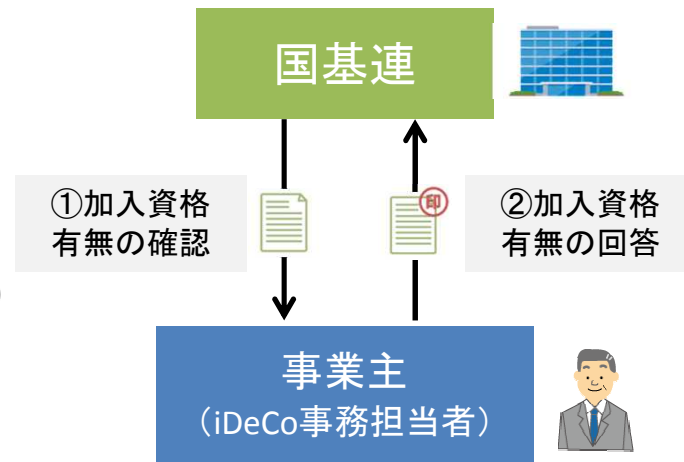 国基連
①加入資格
有無の確認
印
②加入資格
有無の回答
事業主
（iDeCo事務担当者）